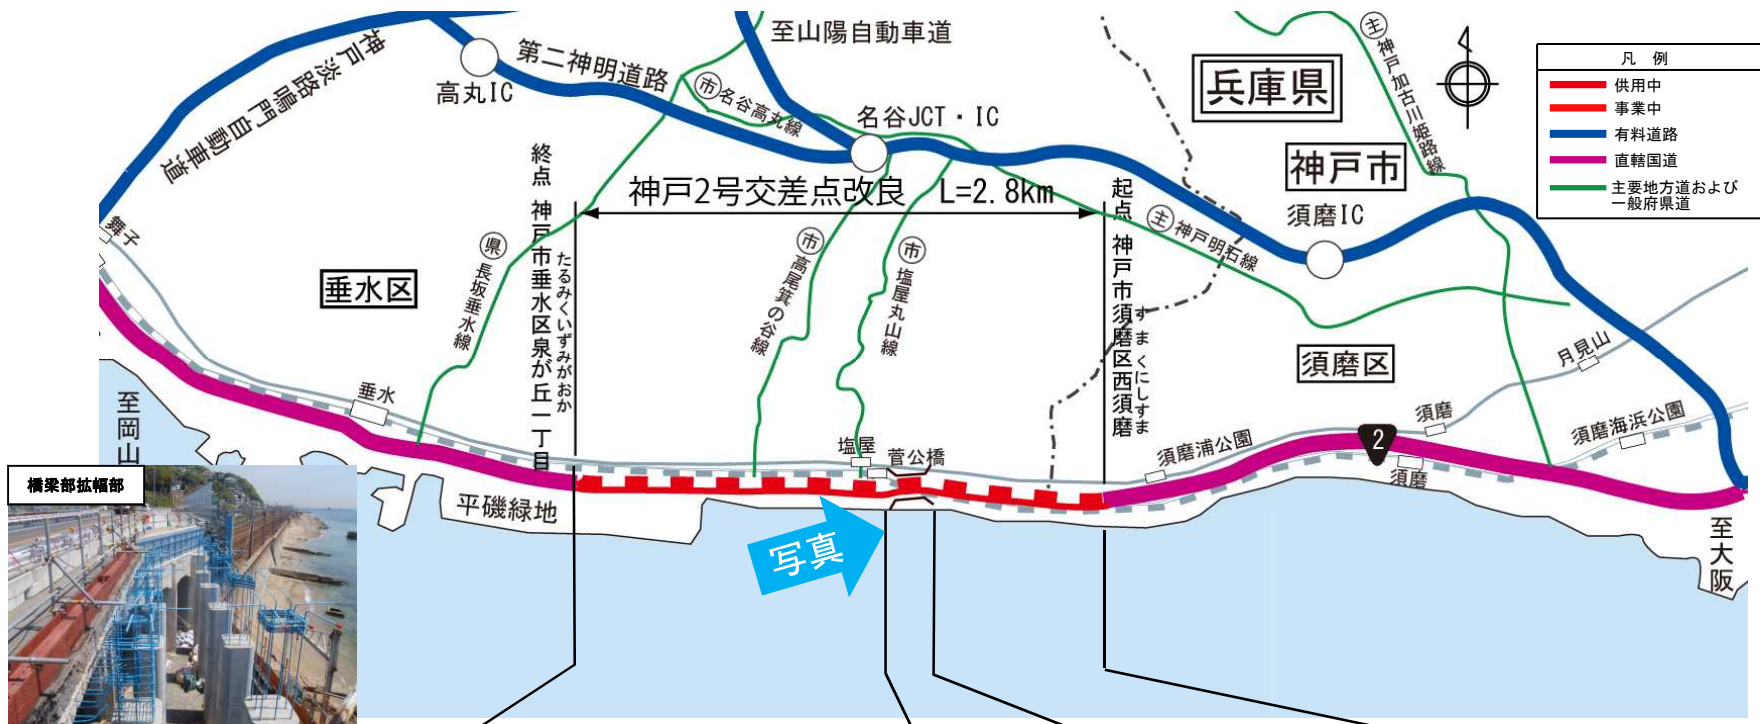 至山陽自動車道
神戸淡路鳴門自動車道
第二神明道路
高丸IC
市 名谷高丸線
名谷JCT・IC
主 神戸加古川姫路線
兵庫県
神戸市
須磨IC
凡 例
供用中
事業中
有料道路
直轄国道
主要地方道および
一般府県道
神戸2号交差点改良 L=2.8km
終点 神戸市垂水区泉が丘一丁目
たるみくいずみがおか
起点 神戸市須磨区西須磨
すまくにしすま
舞子
垂水区
県 長坂垂水線
市 高尾箕の谷線
市 塩屋丸山線
主 神戸明石線
須磨区
月見山
垂水
塩屋
菅公橋
須磨浦公園
2
須磨
須磨
須磨海浜公園
至岡山
平磯緑地
至大阪
写真
橋梁部拡幅部